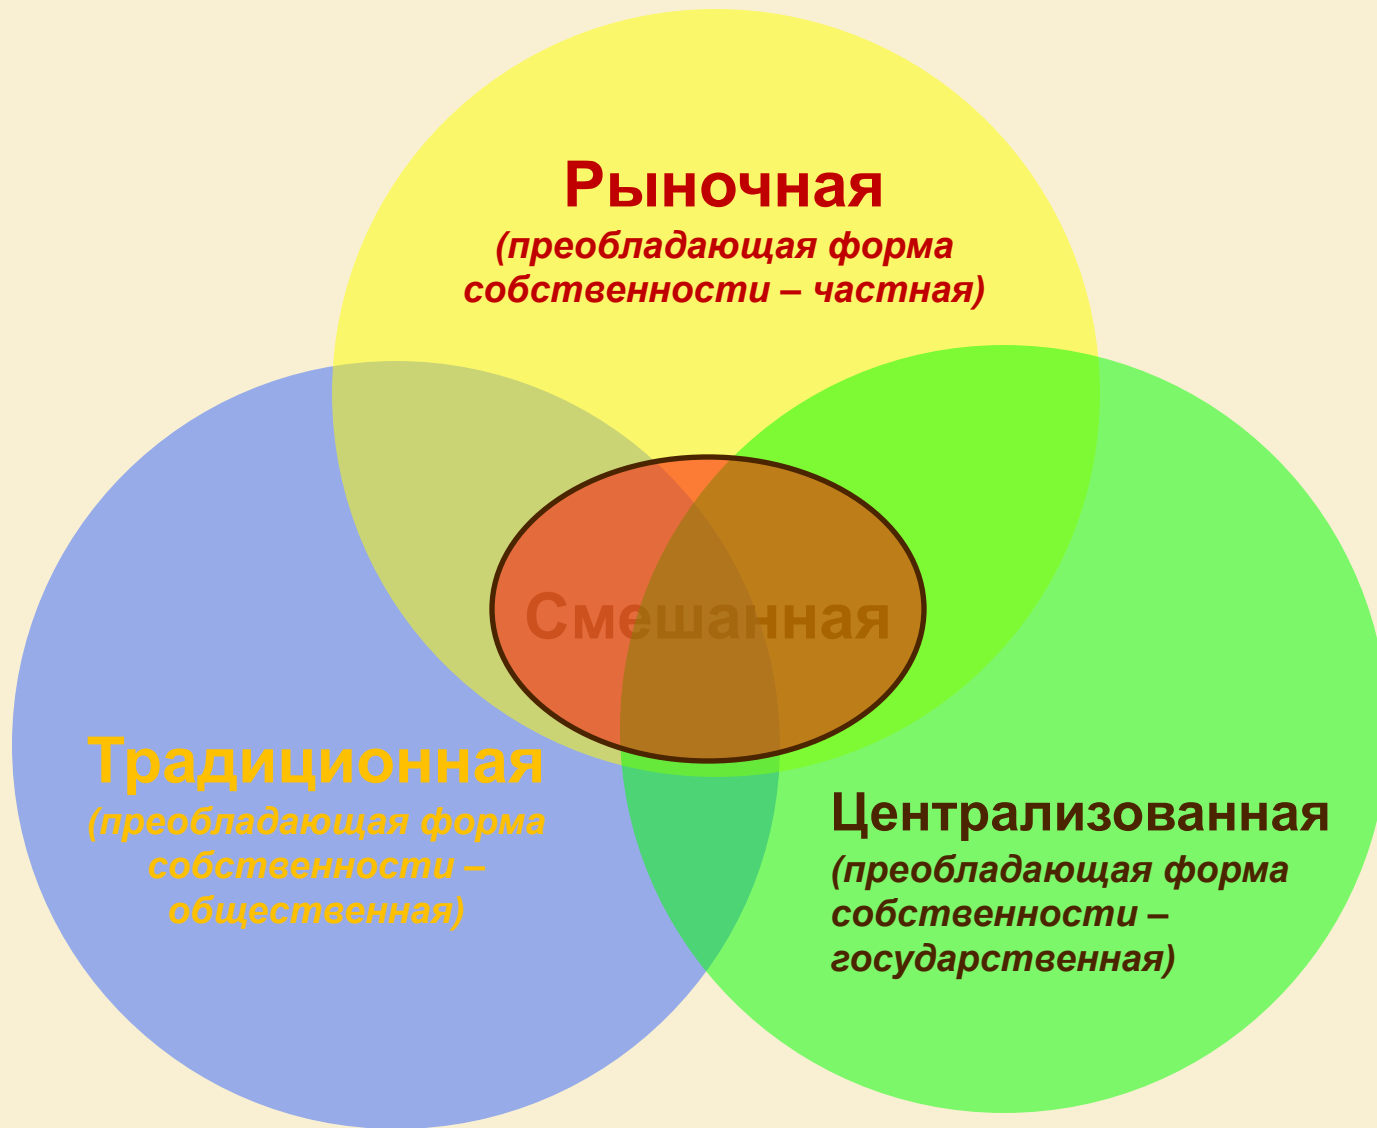 Рыночная
(преобладающая форма
собственности – частная)
Смешанная
Традиционная
(преобладающая форма
собственности –
общественная)
Централизованная
(преобладающая форма
собственности –
государственная)